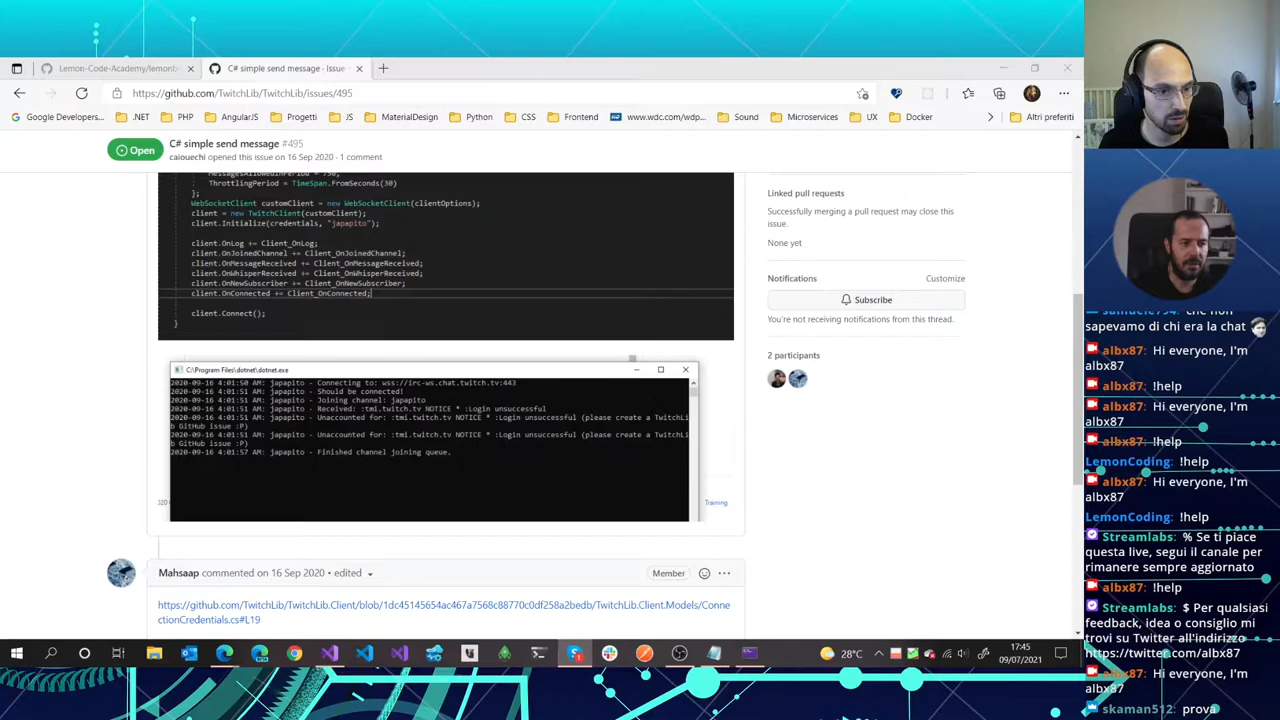 Lemon-Code-Academy/lemonb
C# simple send message · Issue
https://github.com/TwitchLib/TwitchLib/issues/495
Google Developers...
.NET
PHP
AngularJS
Progetti
JS
MaterialDesign
Python
CSS
Frontend
www.wdc.com/wdp...
Sound
Microservices
UX
Docker
Altri preferiti
Open
C# simple send message #495
caiouechi opened this issue on 16 Sep 2020 • 1 comment
MessagesAllowedInPeriod = 750,
ThrottlingPeriod = TimeSpan.FromSeconds(30)
};
WebSocketClient customClient = new WebSocketClient(clientOptions);
client = new TwitchClient(customClient);
client.Initialize(credentials, "japapito");
client.OnLog += Client_OnLog;
client.OnJoinedChannel += Client_OnJoinedChannel;
client.OnMessageReceived += Client_OnMessageReceived;
client.OnWhisperReceived += Client_OnWhisperReceived;
client.OnNewSubscriber += Client_OnNewSubscriber;
client.OnConnected += Client_OnConnected;
client.Connect();
}
C:\Program Files\dotnet\dotnet.exe
2020-09-16 4:01:50 AM: japapito - Connecting to: wss://irc-ws.chat.twitch.tv:443
2020-09-16 4:01:51 AM: japapito - Should be connected!
2020-09-16 4:01:51 AM: japapito - Joining channel: japapito
2020-09-16 4:01:51 AM: japapito - Received: :tmi.twitch.tv NOTICE * :Login unsuccessful
2020-09-16 4:01:51 AM: japapito - Unaccounted for: :tmi.twitch.tv NOTICE * :Login unsuccessful (please create a TwitchLi
b GitHub issue :P)
2020-09-16 4:01:51 AM: japapito - Unaccounted for: :tmi.twitch.tv NOTICE * :Login unsuccessful (please create a TwitchLi
b GitHub issue :P)
2020-09-16 4:01:57 AM: japapito - Finished channel joining queue.
Training
Mahsaap commented on 16 Sep 2020 • edited
Member
https://github.com/TwitchLib/TwitchLib.Client/blob/1dc45145654ac467a7568c88770c0df258a2bedb/TwitchLib.Client.Models/Conne
ctionCredentials.cs#L19
Linked pull requests
Successfully merging a pull request may close this
issue.
None yet
Notifications
Customize
Subscribe
You're not receiving notifications from this thread.
2 participants
28°C
17:45
09/07/2021
samuele794: che non
sapevamo di chi era la chat
albx87: Hi everyone, I'm
albx87
albx87: !help
albx87: Hi everyone, I'm
albx87
albx87: !help
LemonCoding: !help
albx87: Hi everyone, I'm
albx87
LemonCoding: !help
Streamlabs: % Se ti piace
questa live, segui il canale per
rimanere sempre aggiornato
albx87: !help
Streamlabs: $ Per qualsiasi
feedback, idea o consiglio mi
trovi su Twitter all'indirizzo
https://twitter.com/albx87
albx87: Hi everyone, I'm
albx87
skaman512: prova